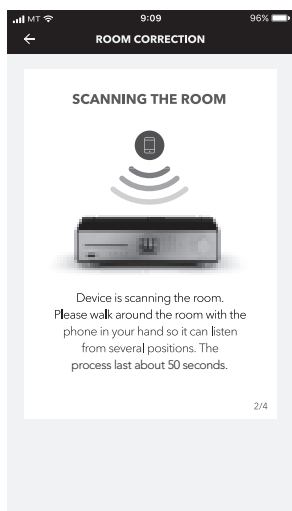 MT 9:09 96%
ROOM CORRECTION
SCANNING THE ROOM
Device is scanning the room.
Please walk around the room with the
phone in your hand so it can listen
from several positions. The
process last about 50 seconds.
2/4